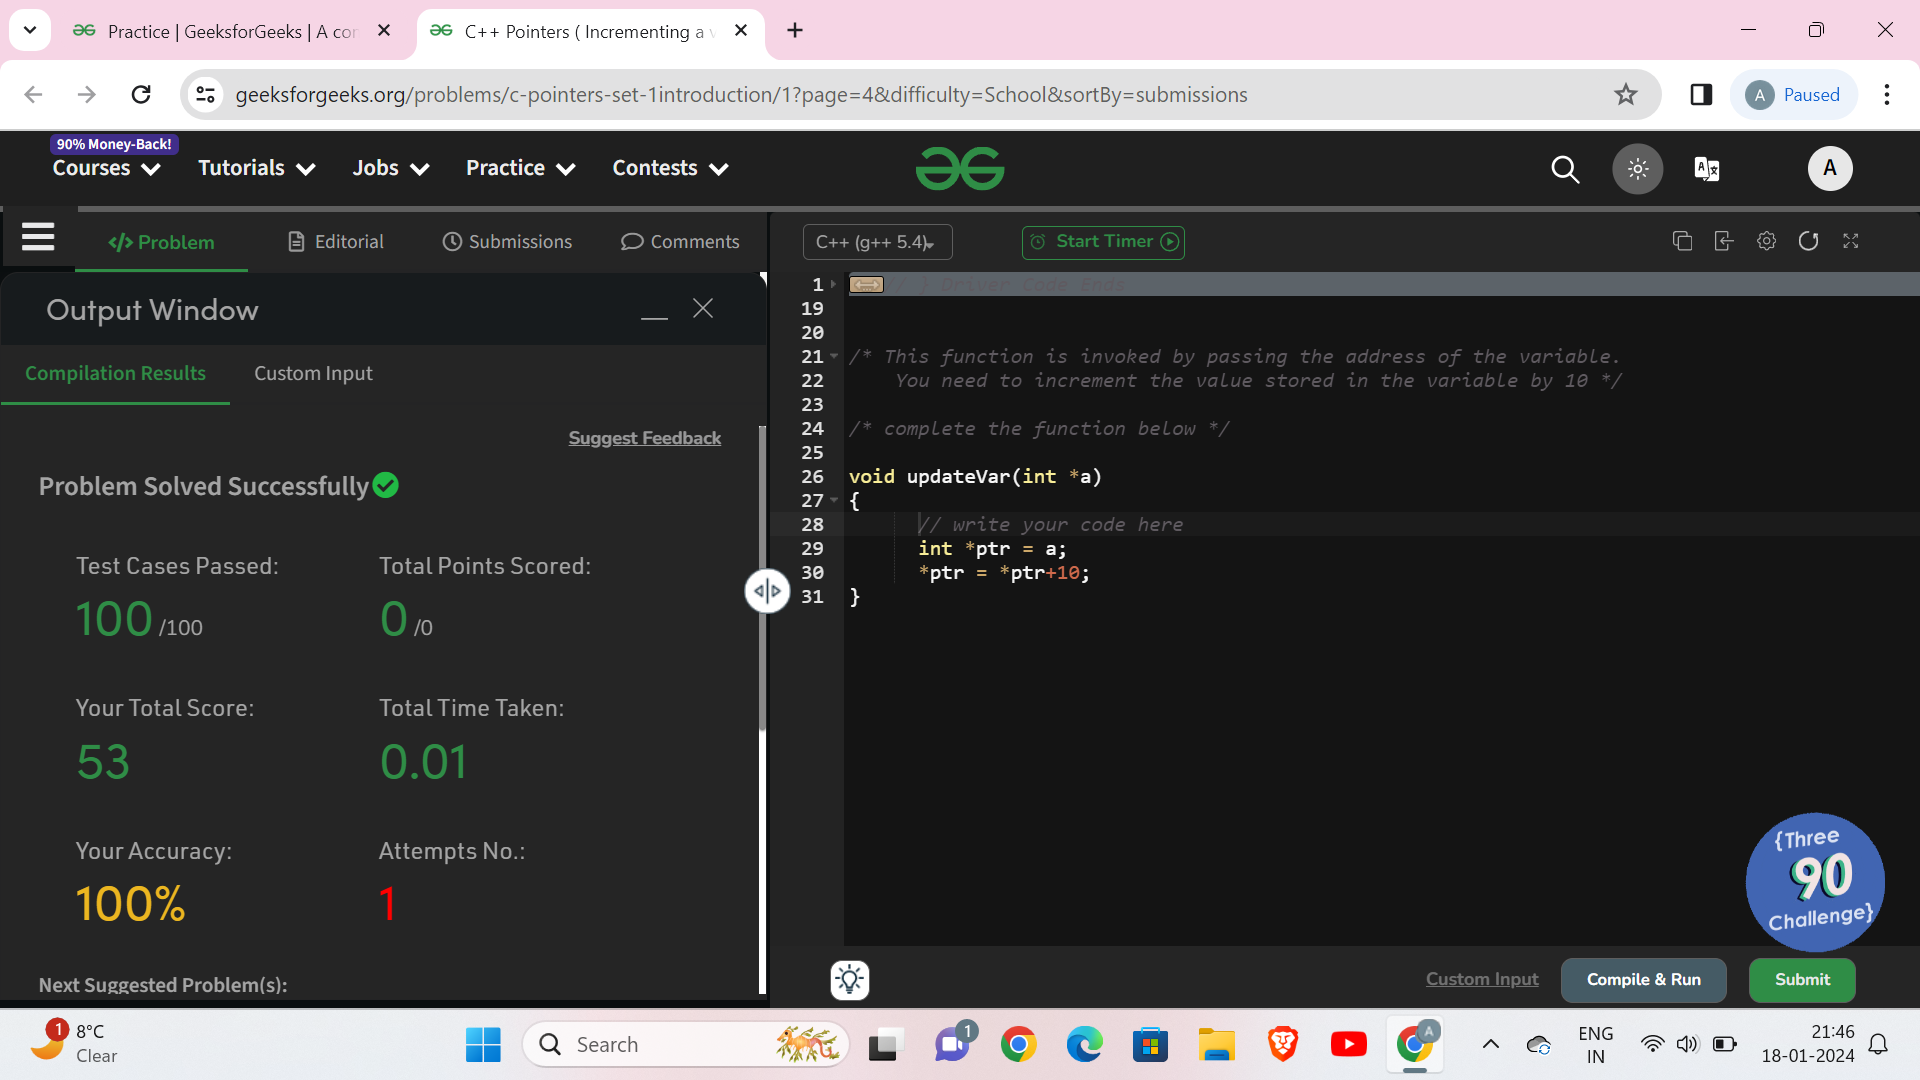 Practice | GeeksforGeeks | A co
C++ Pointers ( Incrementing a v
geeksforgeeks.org/problems/c-pointers-set-1introduction/1?page=4&difficulty=School&sortBy=submissions
A Paused
90% Money-Back!
Courses Tutorials Jobs Practice Contests
A
</> Problem Editorial Submissions Comments
Output Window
Compilation Results Custom Input
Suggest Feedback
Problem Solved Successfully
Test Cases Passed: Total Points Scored:
100 /100 0 /0
Your Total Score: Total Time Taken:
53 0.01
Your Accuracy: Attempts No.:
100% 1
Next Suggested Problem(s):
C++ (g++ 5.4) Start Timer
1 // } Driver Code Ends
19
20
21 /* This function is invoked by passing the address of the variable.
22 You need to increment the value stored in the variable by 10 */
23
24 /* complete the function below */
25
26 void updateVar(int *a)
27 {
28 // write your code here
29 int *ptr = a;
30 *ptr = *ptr+10;
31 }
{Three
90
Challenge}
Custom Input Compile & Run Submit
1 8°C
Clear
Search
1
A
ENG
IN
21:46
18-01-2024